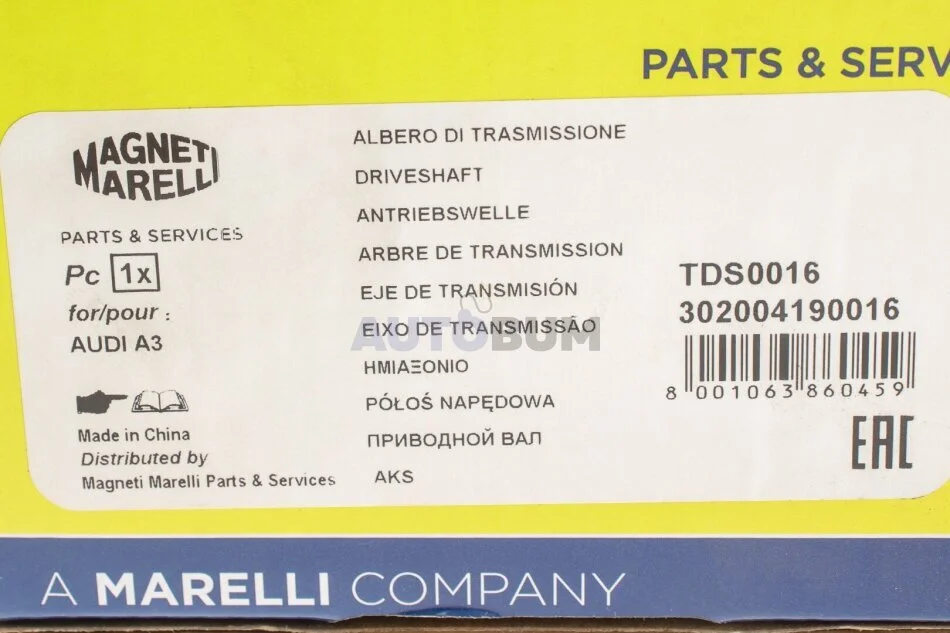 PARTS & SERV
MAGNETI
MARELLI
PARTS & SERVICES
Pc 1x
for/pour :
AUDI A3
Made in China
Distributed by
Magneti Marelli Parts & Services
ALBERO DI TRASMISSIONE
DRIVESHAFT
ANTRIEBSWELLE
ARBRE DE TRANSMISSION
EJE DE TRANSMISIÓN
EIXO DE TRANSMISSÃO
AUTOBUM
ΗΜΙΑΞΟΝΙΟ
PÓŁOŚ NAPĘDOWA
ПРИВОДНОЙ ВАЛ
AKS
TDS0016
302004190016
8 001063 860459
EAC
A MARELLI COMPANY